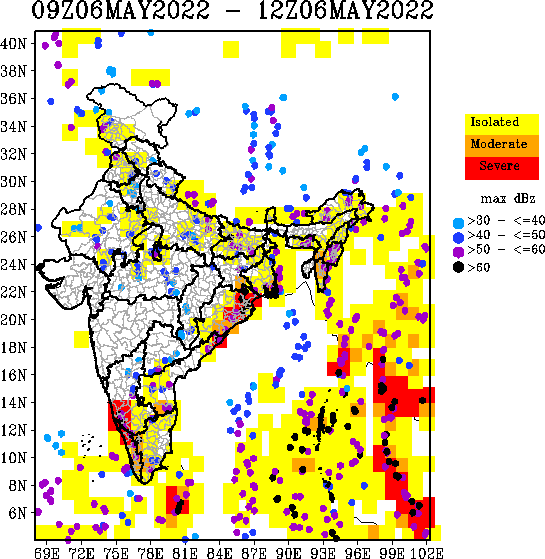 09Z06MAY2022 - 12Z06MAY2022
40N
38N
36N
34N
32N
30N
28N
26N
24N
22N
20N
18N
16N
14N
12N
10N
8N
6N
69E 72E 75E 78E 81E 84E 87E 90E 93E 96E 99E 102E
Isolated
Moderate
Severe
max dBz
>30 - <=40
>40 - <=50
>50 - <=60
>60